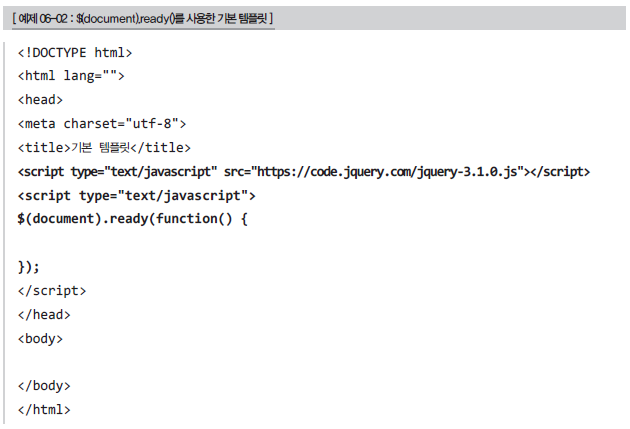 [ 예제 06-02 : $(document).ready()를 사용한 기본 템플릿 ]
<!DOCTYPE html>
<html lang="">
<head>
<meta charset="utf-8">
<title>기본 템플릿</title>
<script type="text/javascript" src="https://code.jquery.com/jquery-3.1.0.js"></script>
<script type="text/javascript">
$(document).ready(function() {
});
</script>
</head>
<body>
</body>
</html>